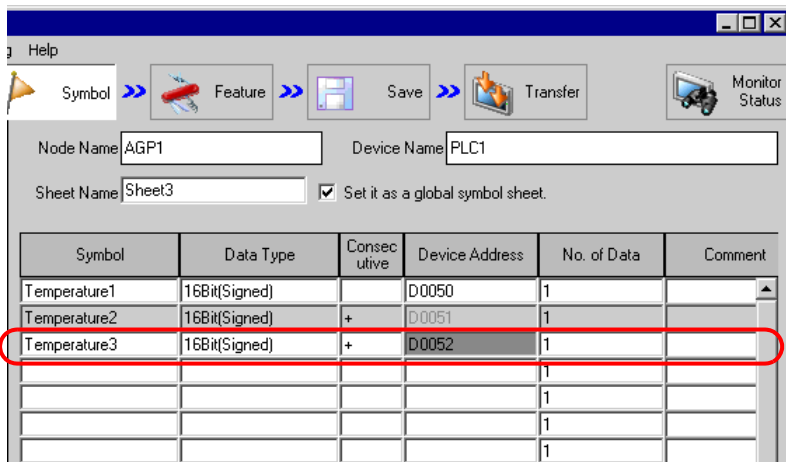 g Help
Symbol >> Feature >> Save >> Transfer Monitor
Status
Node Name AGP1 Device Name PLC1
Sheet Name Sheet3 Set it as a global symbol sheet.
Symbol Data Type Consec
utive Device Address No. of Data Comment
Temperature1 16Bit(Signed) D0050 1
Temperature2 16Bit(Signed) + D0051 1
Temperature3 16Bit(Signed) + D0052 1
1
1
1
1